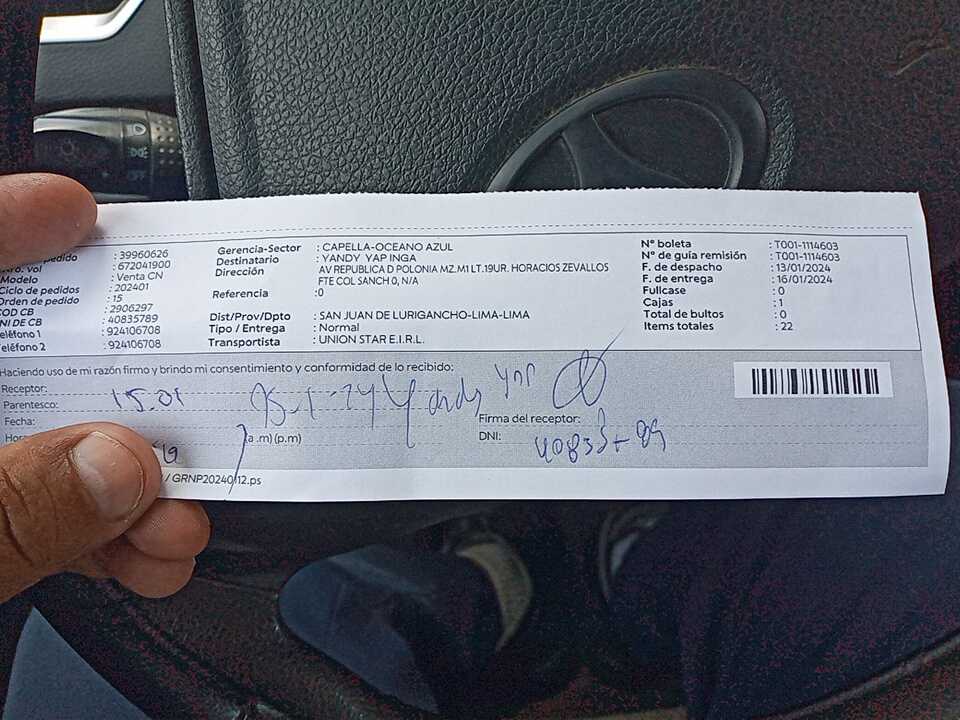 pedido : 39960626
Nro. vol : 672041900
Modelo : Venta CN
Ciclo de pedidos : 202401
Orden de pedido : 15
COD CB : 2906297
DNI DE CB : 40835789
Teléfono 1 : 924106708
Teléfono 2 : 924106708
Gerencia-Sector : CAPELLA-OCEANO AZUL
Destinatario : YANDY YAP INGA
Dirección AV REPUBLICA D POLONIA MZ.M1 LT.19UR. HORACIOS ZEVALLOS
FTE COL SANCH 0, N/A
Referencia :0
Dist/Prov/Dpto : SAN JUAN DE LURIGANCHO-LIMA-LIMA
Tipo / Entrega : Normal
Transportista : UNION STAR E.I.R.L.
N° boleta : T001-1114603
N° de guía remisión : T001-1114603
F. de despacho : 13/01/2024
F. de entrega : 16/01/2024
Fullcase : 0
Cajas : 1
Total de bultos : 0
Items totales : 22
Haciendo uso de mi razón firmo y brindo mi consentimiento y conformidad de lo recibido:
Receptor:
Parentesco:
Fecha:
Hora
(a.m)(p.m)
Firma del receptor:
DNI: 40835789
/ GRNP20240112.ps